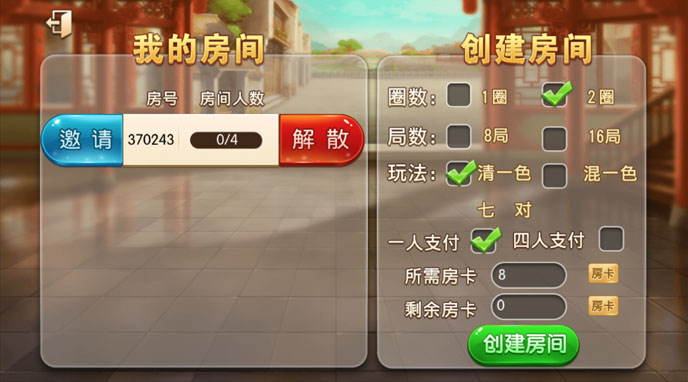 我的房间
房号 房间人数
邀请 370243 0/4 解散
创建房间
圈数: 1圈 2圈
局数: 8局 16局
玩法: 清一色 混一色
七对
一人支付 四人支付
所需房卡 8 房卡
剩余房卡 0 房卡
创建房间